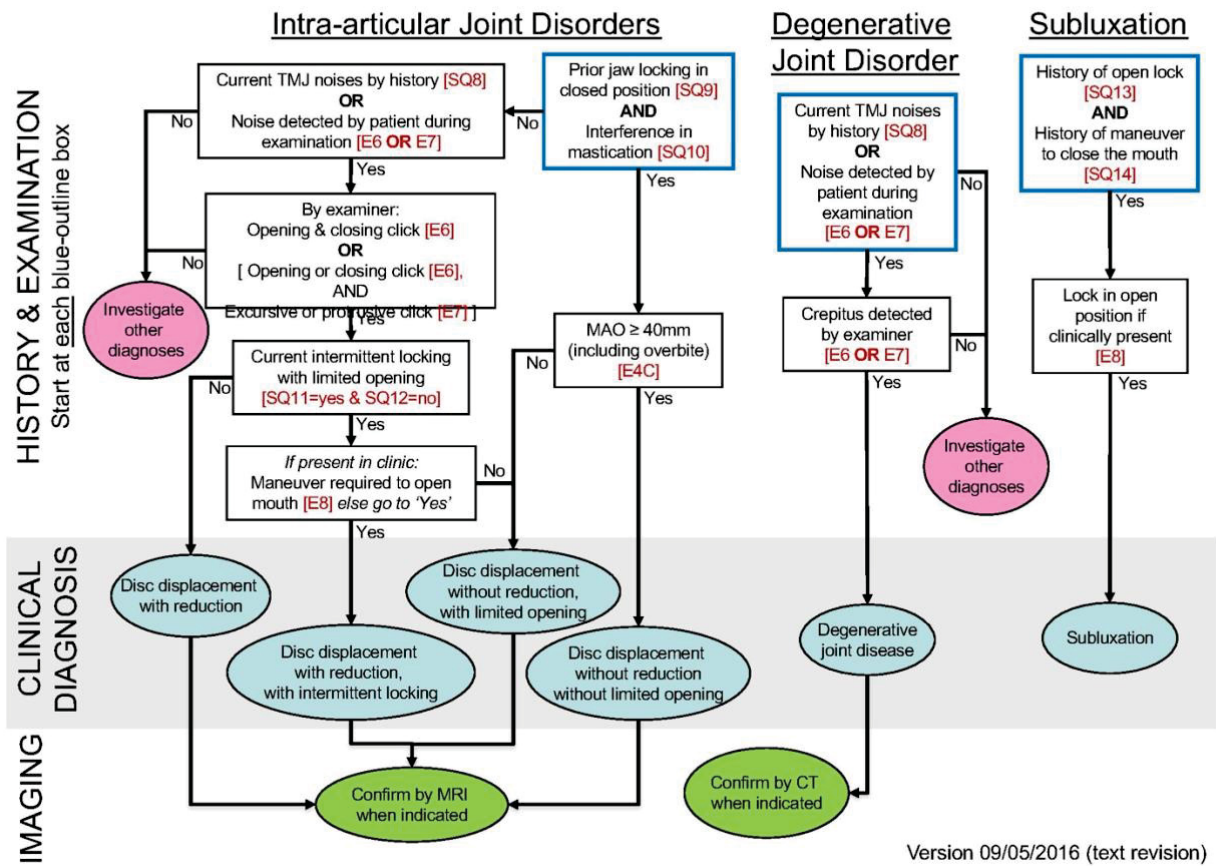 Intra-articular Joint Disorders
Degenerative
Joint Disorder
Subluxation
HISTORY & EXAMINATION
Start at each blue-outline box
Current TMJ noises by history [SQ8]
OR
Noise detected by patient during
examination [E6 OR E7]
No
Yes
No
Prior jaw locking in
closed position [SQ9]
AND
Interference in
mastication [SQ10]
Yes
By examiner:
Opening & closing click [E6]
OR
[ Opening or closing click [E6],
AND
Excursive or protrusive click [E7] ]
No
Yes
Investigate
other
diagnoses
Current intermittent locking
with limited opening
[SQ11=yes & SQ12=no]
No
Yes
MAO ≥ 40mm
(including overbite)
[E4C]
No
Yes
If present in clinic:
Maneuver required to open
mouth [E8] else go to ‘Yes’
No
Yes
Current TMJ noises
by history [SQ8]
OR
Noise detected by
patient during
examination
[E6 OR E7]
No
Yes
Crepitus detected
by examiner
[E6 OR E7]
No
Yes
Investigate
other
diagnoses
History of open lock
[SQ13]
AND
History of maneuver
to close the mouth
[SQ14]
Yes
Lock in open
position if
clinically present
[E8]
Yes
CLINICAL
DIAGNOSIS
Disc displacement
with reduction
Disc displacement
with reduction,
with intermittent locking
Disc displacement
without reduction,
with limited opening
Disc displacement
without reduction
without limited opening
Degenerative
joint disease
Subluxation
IMAGING
Confirm by MRI
when indicated
Confirm by CT
when indicated
Version 09/05/2016 (text revision)